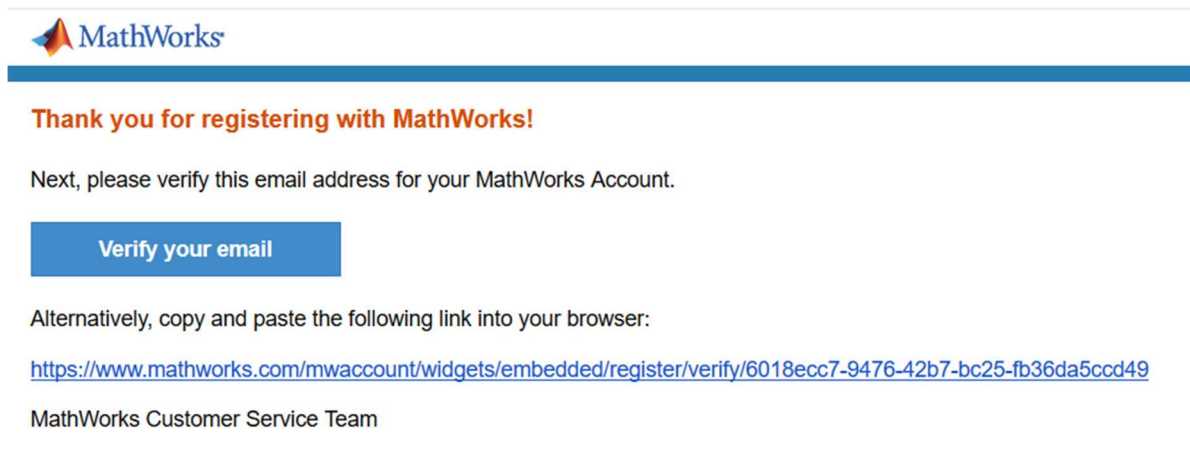 MathWorks®
Thank you for registering with MathWorks!
Next, please verify this email address for your MathWorks Account.
Verify your email
Alternatively, copy and paste the following link into your browser:
https://www.mathworks.com/mwaccount/widgets/embedded/register/verify/6018ecc7-9476-42b7-bc25-fb36da5ccd49
MathWorks Customer Service Team